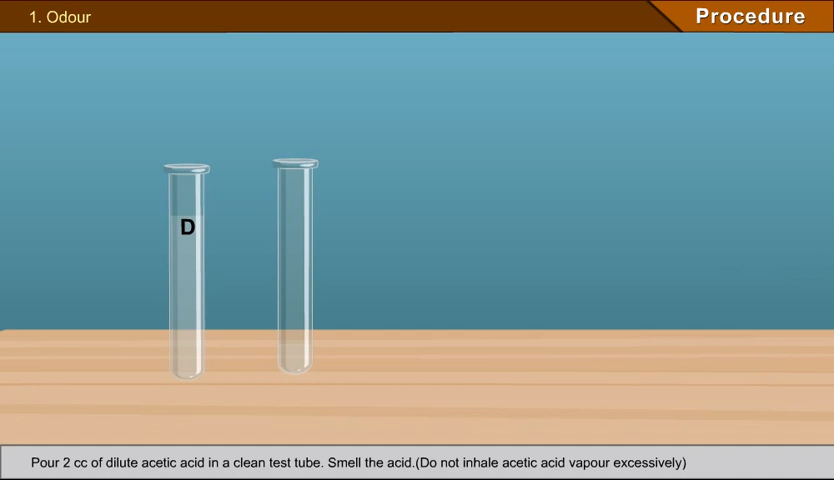 1. Odour
Procedure
D
Pour 2 cc of dilute acetic acid in a clean test tube. Smell the acid.(Do not inhale acetic acid vapour excessively)